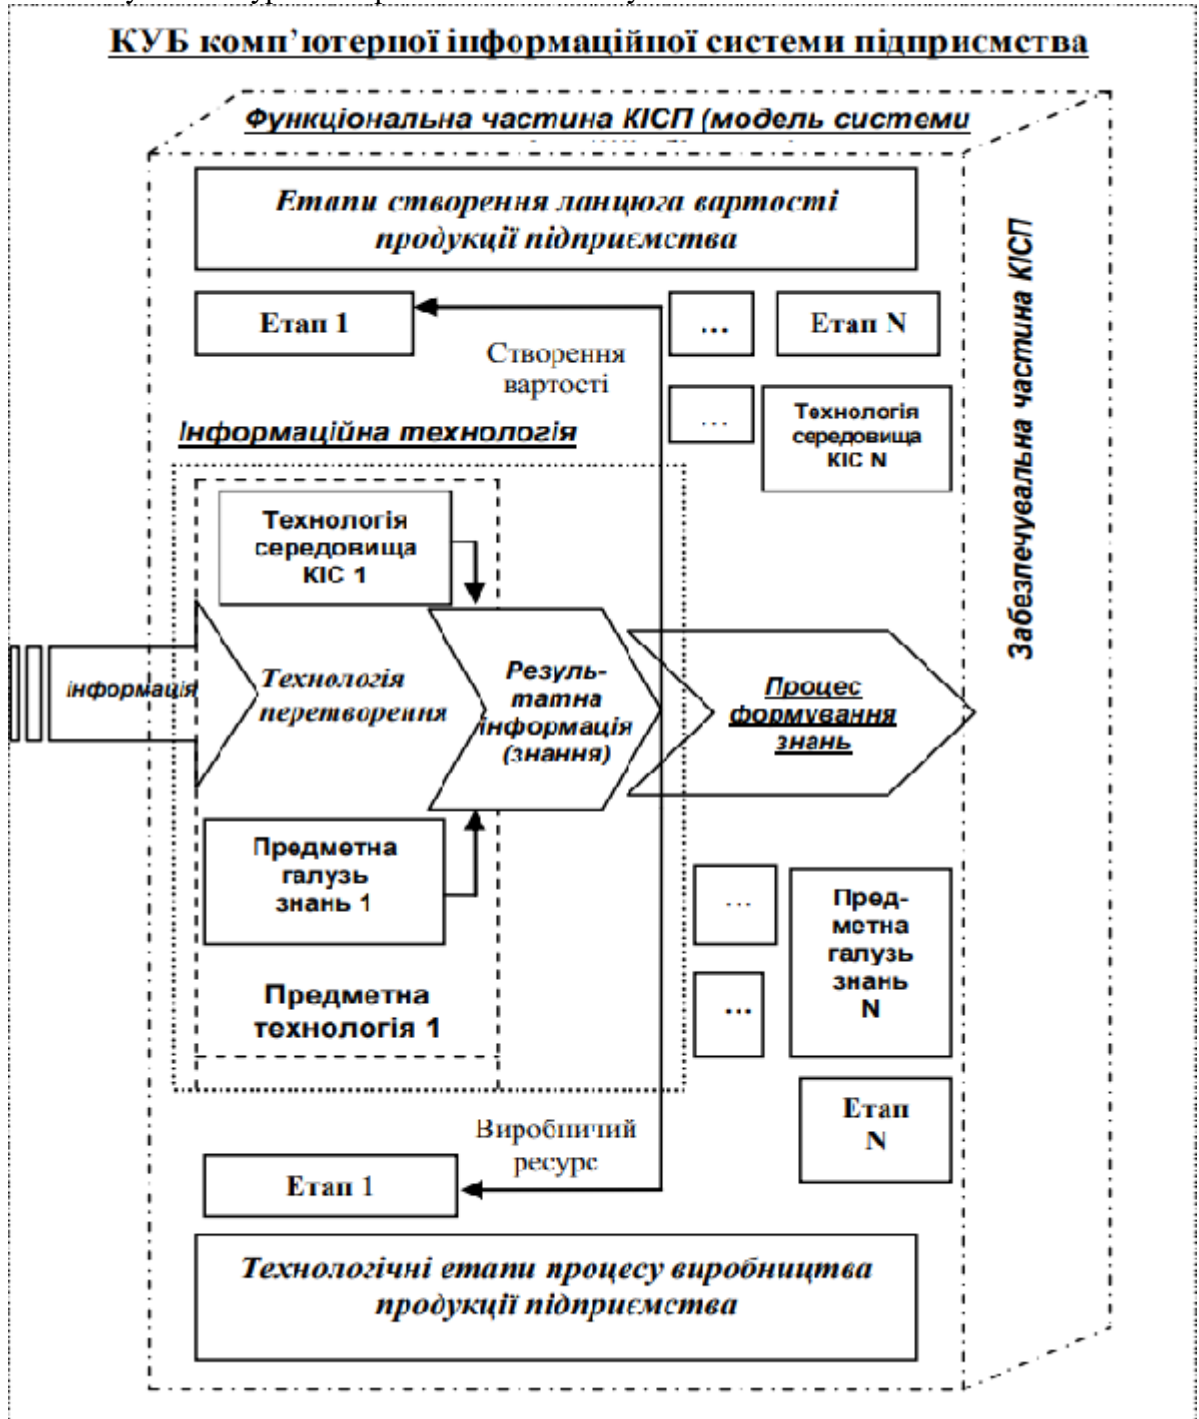 КУБ комп’ютерної інформаційної системи підприємства
Функціональна частина КІСП (модель системи
Етапи створення ланцюга вартості
продукції підприємства
Етап 1
...
Етап N
Створення
вартості
...
Технологія
середовища
КІС N
Забезпечувальна частина КІСП
Інформаційна технологія
Технологія
середовища
КІС 1
інформація
Технологія
перетворення
Резуль-
татна
інформація
(знання)
Процес
формування
знань
Предметна
галузь
знань 1
...
Пред-
метна
галузь
знань
N
...
Предметна
технологія 1
Етап
N
Виробничий
ресурс
Етап 1
Технологічні етапи процесу виробництва
продукції підприємства